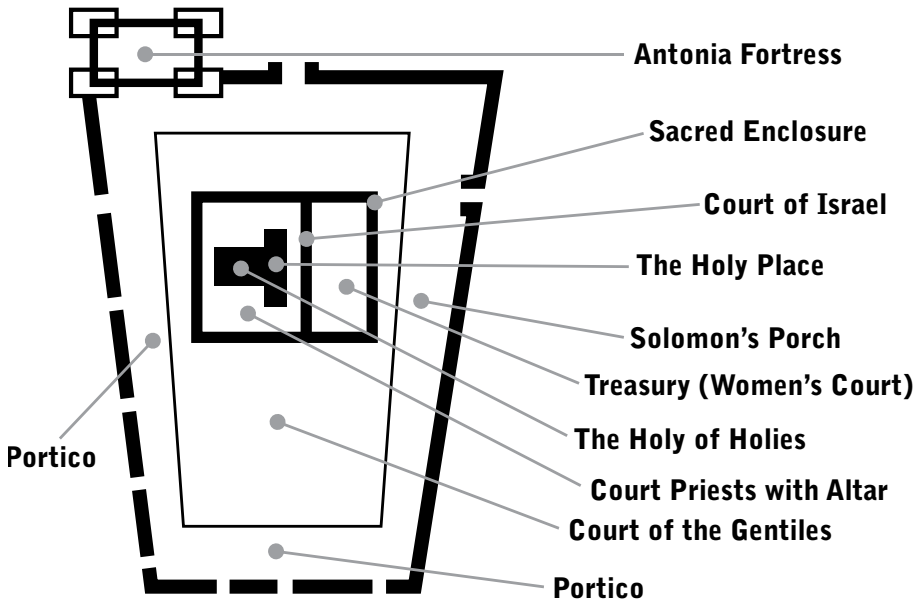 Antonia Fortress
Sacred Enclosure
Court of Israel
The Holy Place
Solomon's Porch
Treasury (Women's Court)
The Holy of Holies
Portico
Court Priests with Altar
Court of the Gentiles
Portico